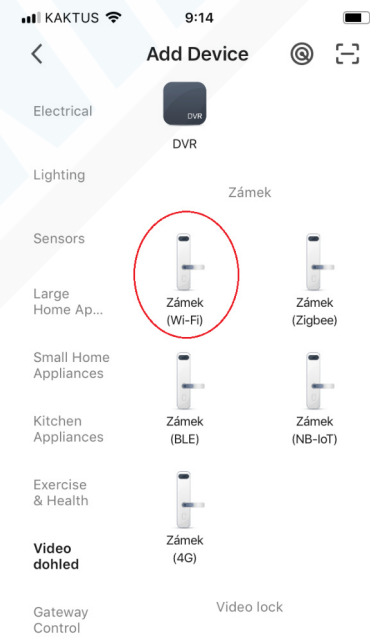 KAKTUS
9:14
Add Device
Electrical
DVR
DVR
Lighting
Zámek
Sensors
Zámek
(Wi-Fi)
Zámek
(Zigbee)
Large
Home Ap...
Small Home
Appliances
Zámek
(BLE)
Zámek
(NB-IoT)
Kitchen
Appliances
Exercise
& Health
Zámek
(4G)
Video
dohled
Video lock
Gateway
Control